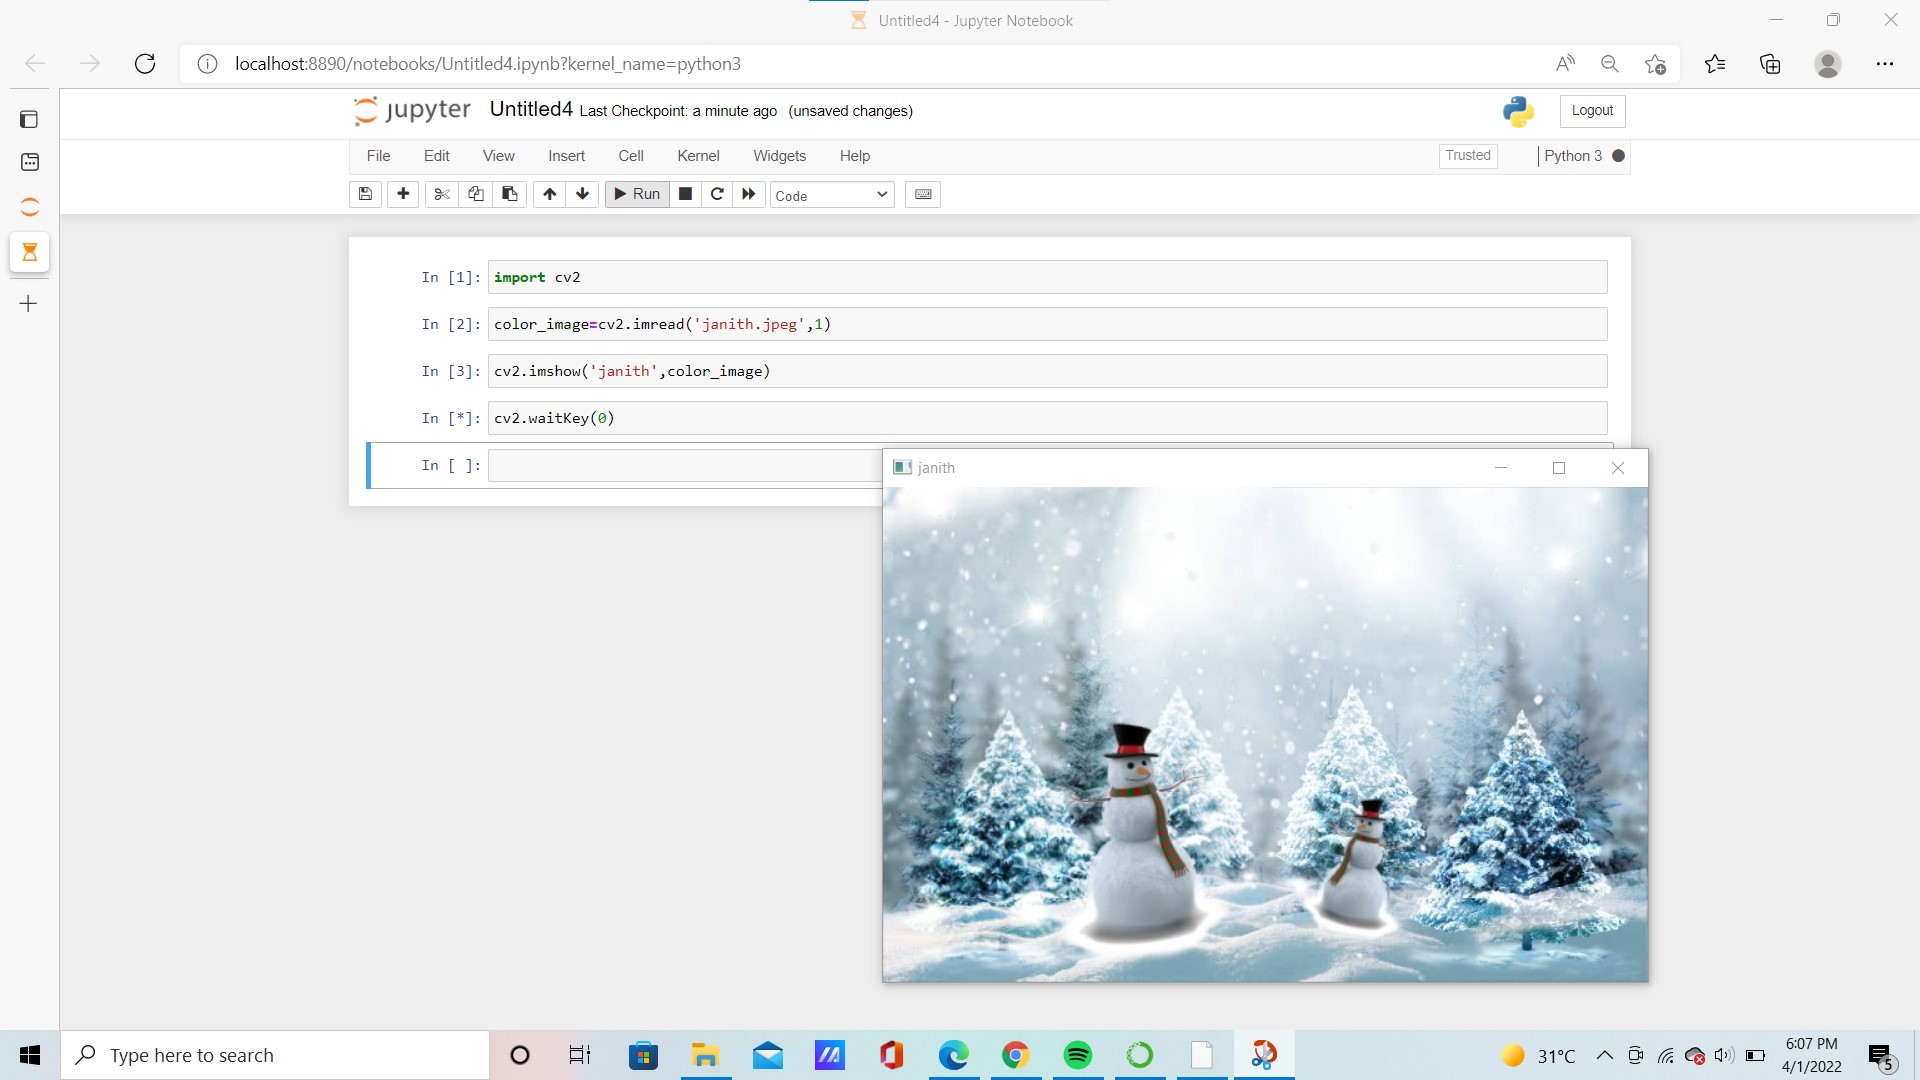 Untitled4 - Jupyter Notebook
localhost:8890/notebooks/Untitled4.ipynb?kernel_name=python3
jupyter Untitled4 Last Checkpoint: a minute ago (unsaved changes)
Logout
File Edit View Insert Cell Kernel Widgets Help
Trusted
Python 3
Run
Code
In [1]: import cv2
In [2]: color_image=cv2.imread('janith.jpeg',1)
In [3]: cv2.imshow('janith',color_image)
In [*]: cv2.waitKey(0)
In [ ]:
janith
Type here to search
31°C
6:07 PM
4/1/2022
5